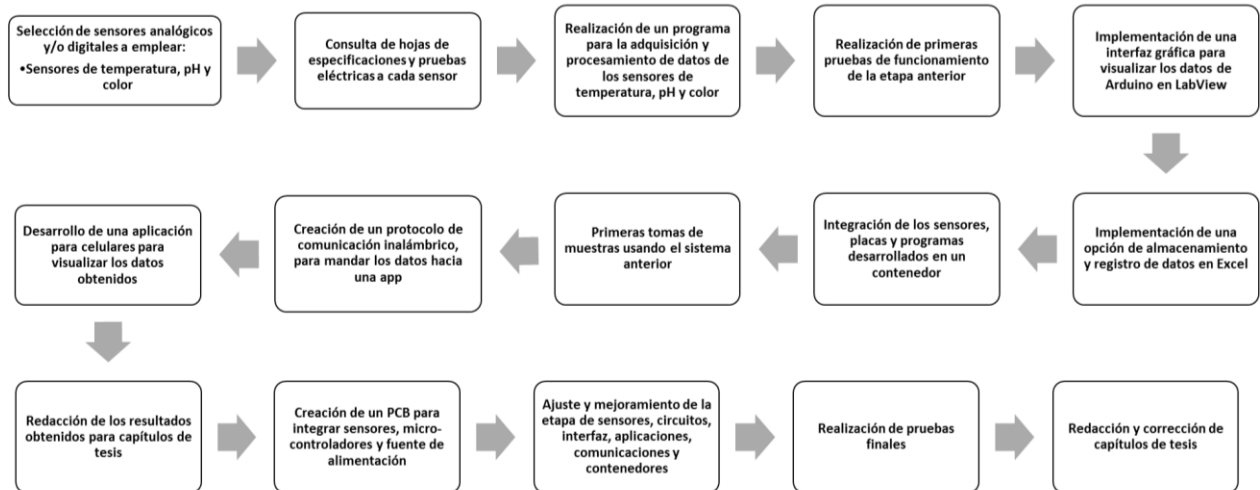 Selección de sensores analógicos
y/o digitales a emplear:
•Sensores de temperatura, pH y
color
Consulta de hojas de
especificaciones y pruebas
eléctricas a cada sensor
Realización de un programa
para la adquisición y
procesamiento de datos de
los sensores de
temperatura, pH y color
Realización de primeras
pruebas de funcionamiento
de la etapa anterior
Implementación de una
interfaz gráfica para
visualizar los datos de
Arduino en LabView
Implementación de una
opción de almacenamiento
y registro de datos en Excel
Integración de los sensores,
placas y programas
desarrollados en un
contenedor
Primeras tomas de
muestras usando el sistema
anterior
Creación de un protocolo de
comunicación inalámbrico,
para mandar los datos hacia
una app
Desarrollo de una aplicación
para celulares para
visualizar los datos
obtenidos
Redacción de los resultados
obtenidos para capítulos de
tesis
Creación de un PCB para
integrar sensores, micro-
controladores y fuente de
alimentación
Ajuste y mejoramiento de la
etapa de sensores, circuitos,
interfaz, aplicaciones,
comunicaciones y
contenedores
Realización de pruebas
finales
Redacción y corrección de
capítulos de tesis